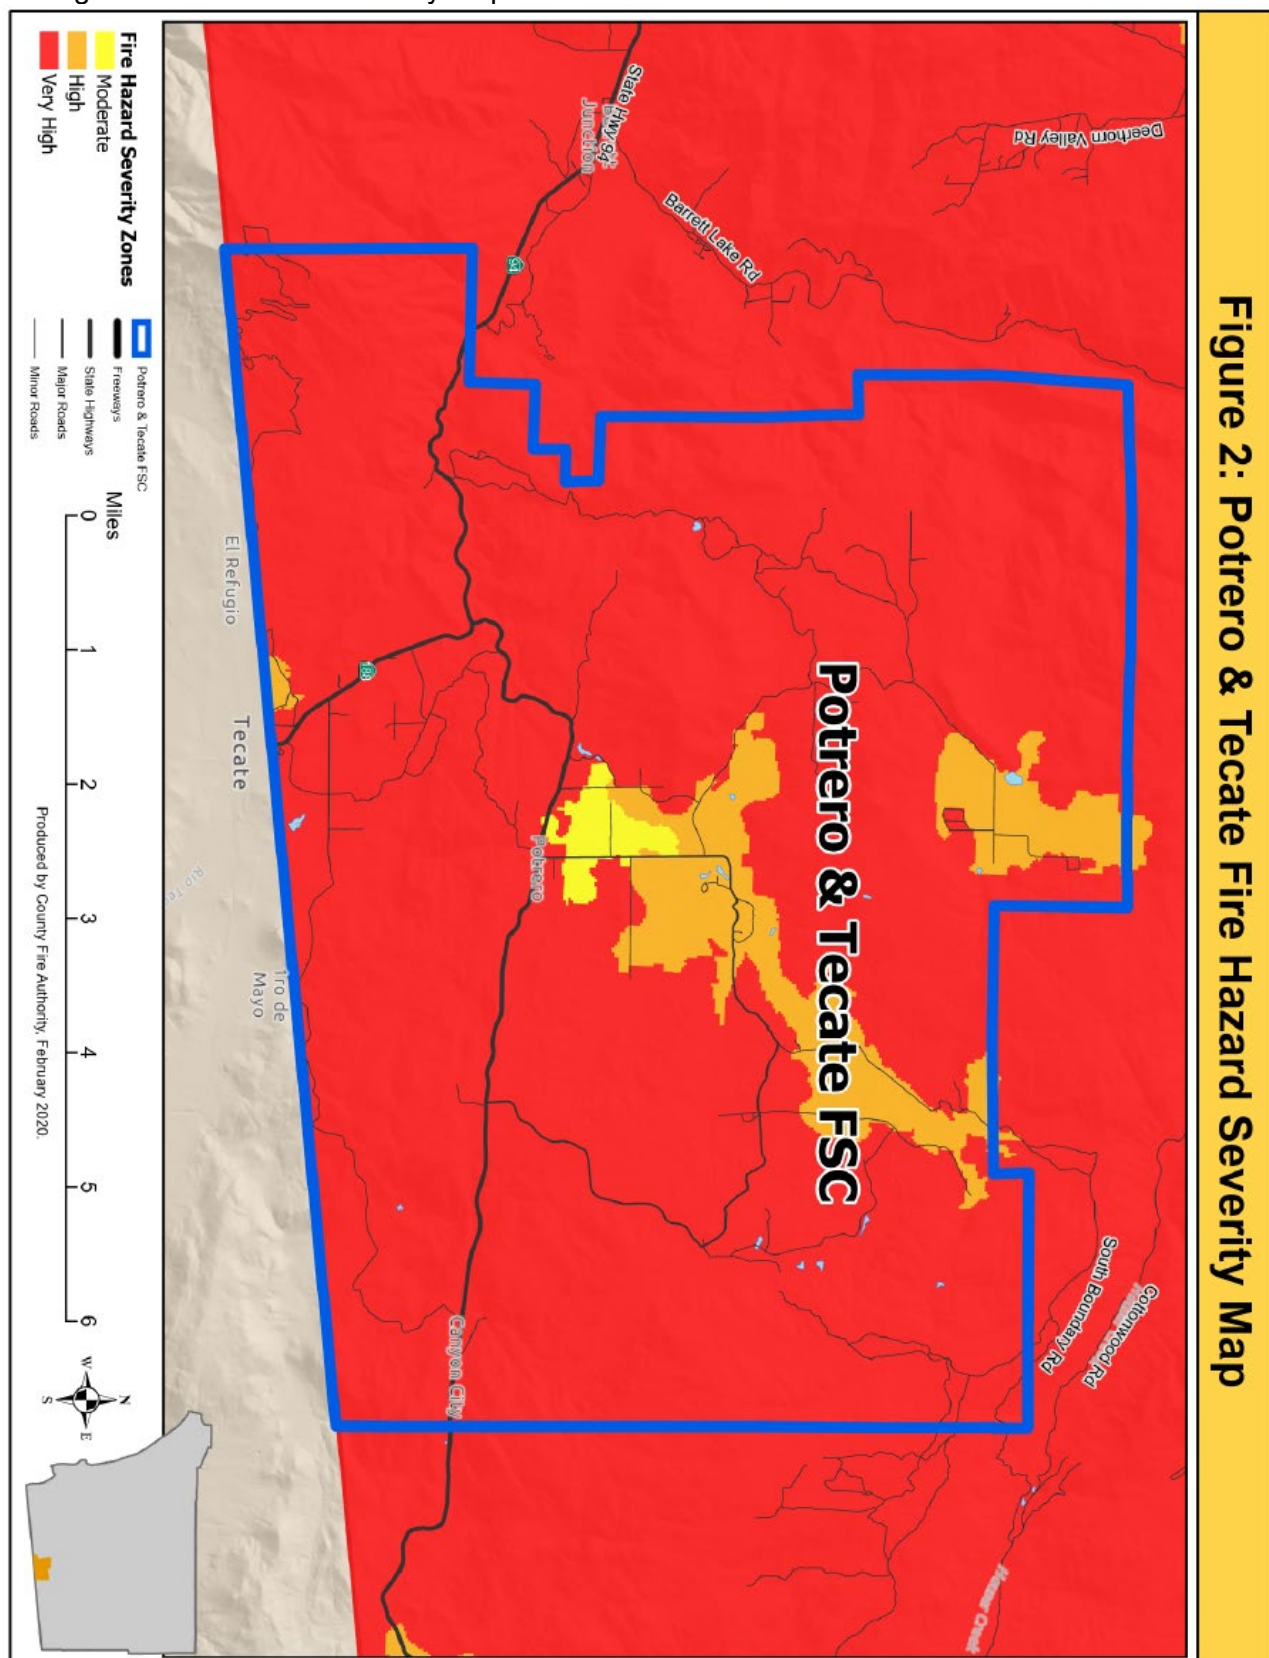 Figure 2: Potrero & Tecate Fire Hazard Severity Map
Deerhorn Valley Rd
State Hwy 94
Junction
Barrett Lake Rd
94
Potrero & Tecate FSC
South Boundary Rd
Cottonwood Rd
Potrero
Canyon City
188
El Refugio
Tecate
1ro de
Mayo
Fire Hazard Severity Zones
Moderate
High
Very High
Potrero & Tecate FSC
Freeways
State Highways
Major Roads
Minor Roads
Miles
0 1 2 3 4 5 6
Produced by County Fire Authority, February 2020.
N
W E
S